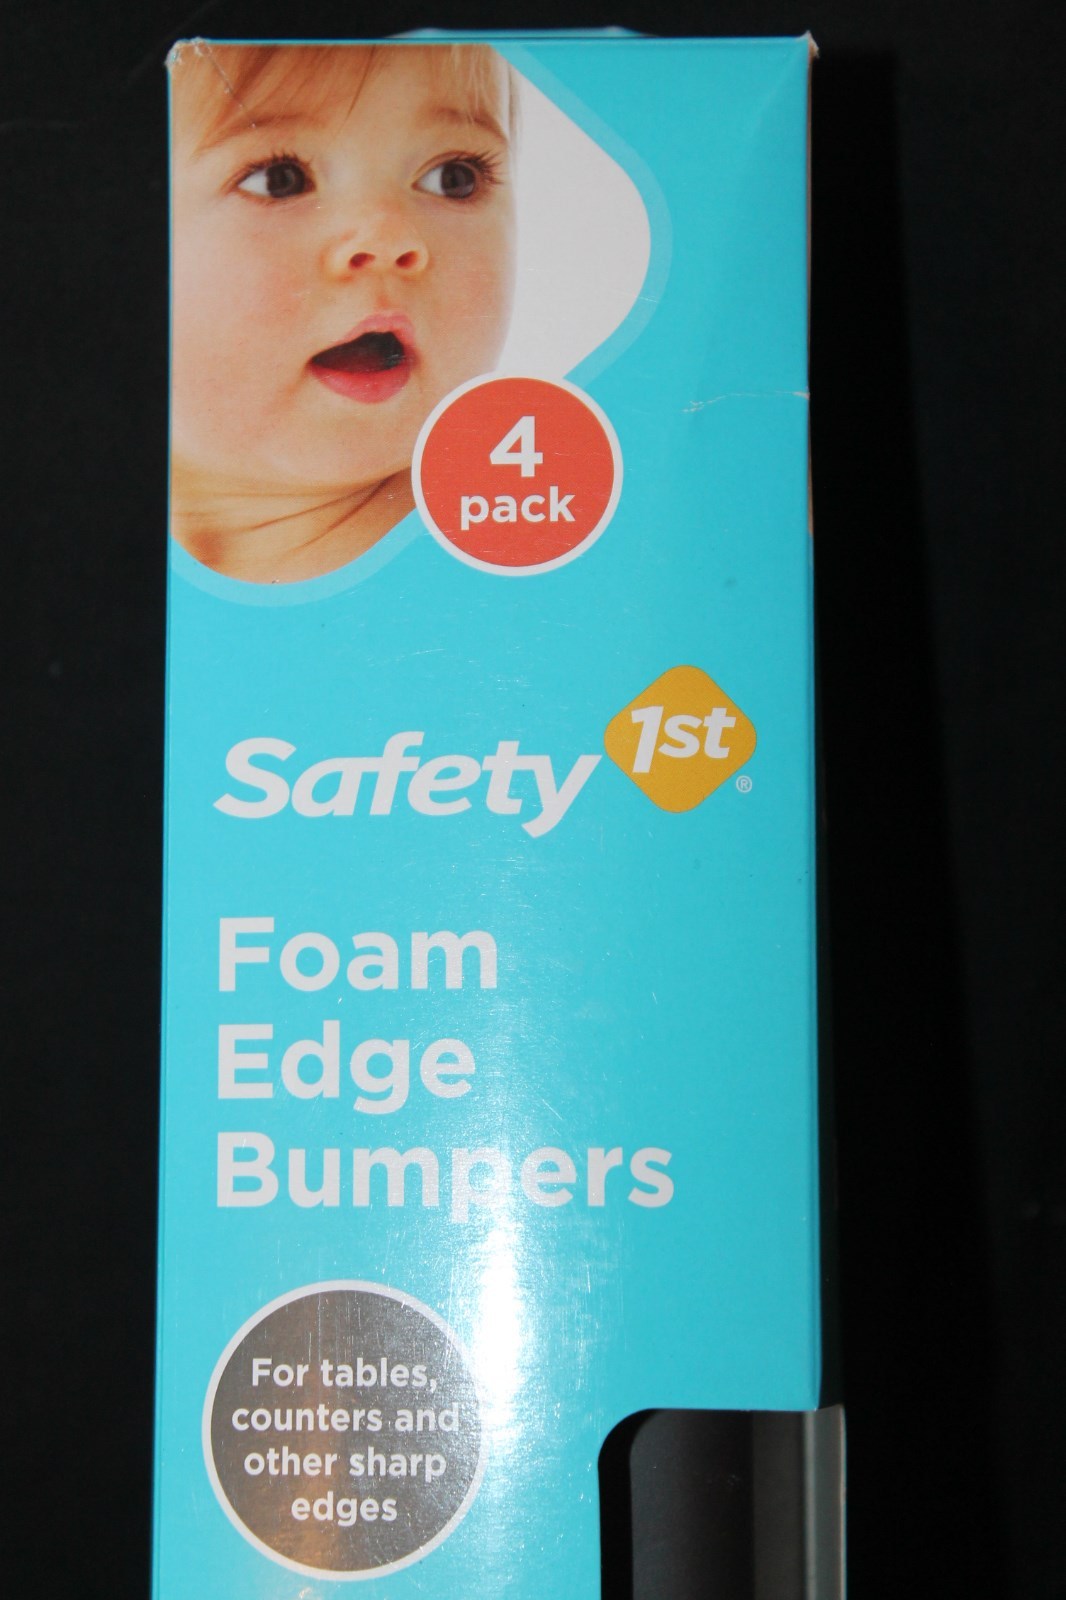 4
pack
Safety 1st®
Foam
Edge
Bumpers
For tables,
counters and
other sharp
edges